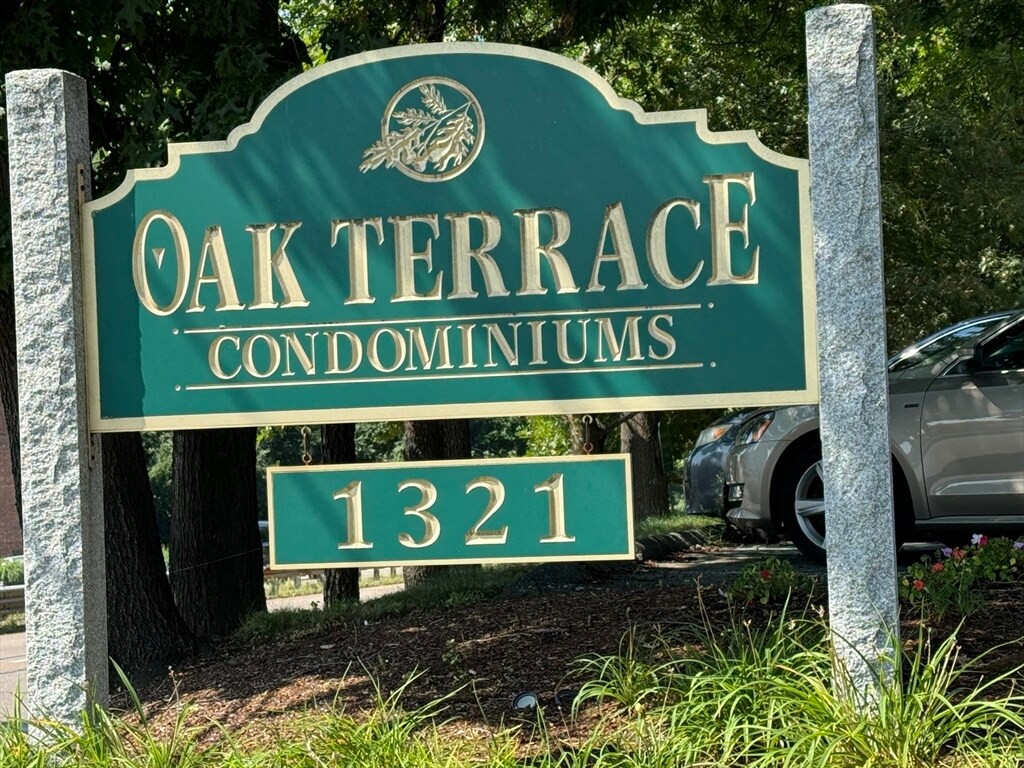 OAK TERRACE
CONDOMINIUMS
1321